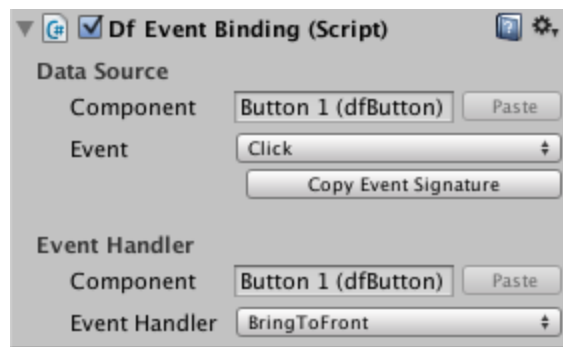 Df Event Binding (Script)
Data Source
Component Button 1 (dfButton) Paste
Event Click
Copy Event Signature
Event Handler
Component Button 1 (dfButton) Paste
Event Handler BringToFront